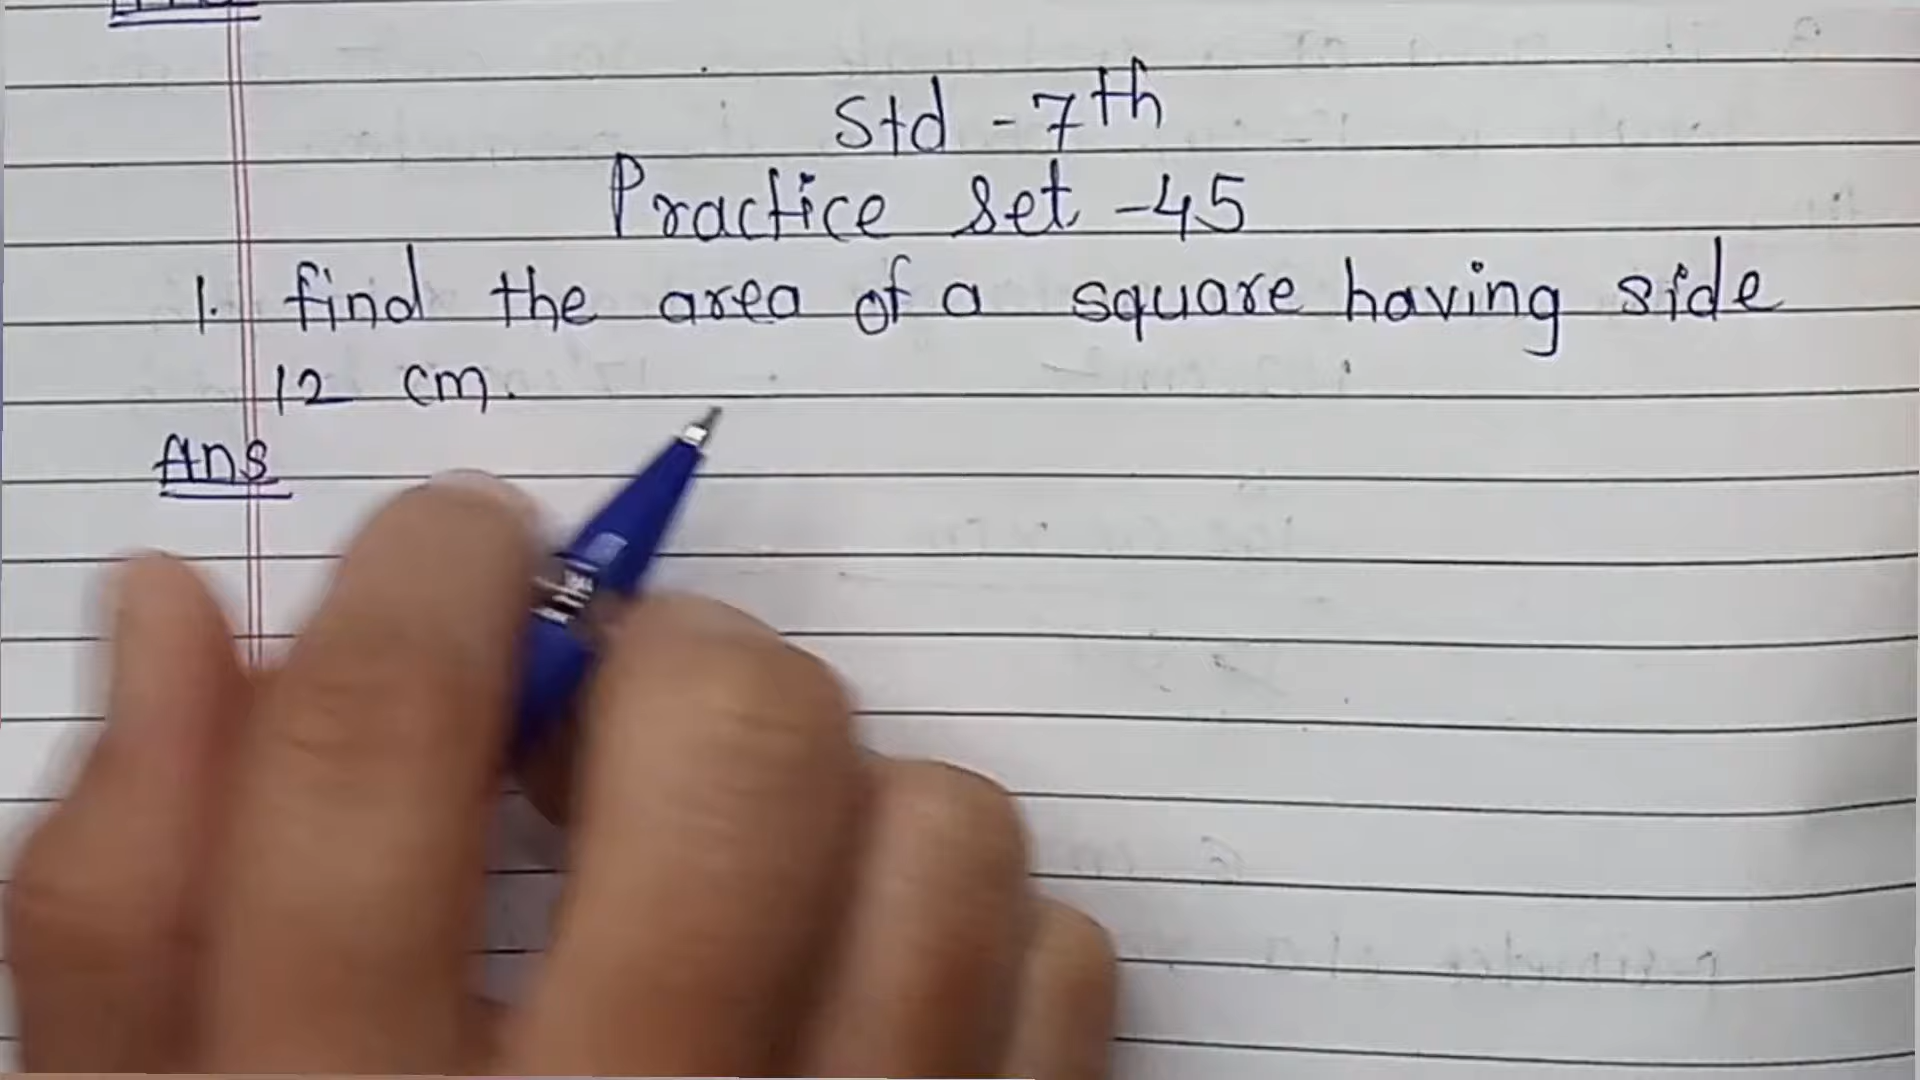 Std - 7th
Practice set - 45
1. find the area of a square having side
12 cm.
Ans